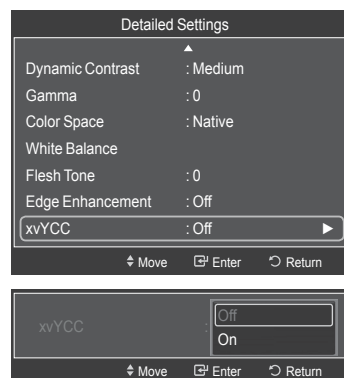 Detailed Settings
Dynamic Contrast : Medium
Gamma : 0
Color Space : Native
White Balance
Flesh Tone : 0
Edge Enhancement : Off
xvYCC : Off
Move Enter Return
xvYCC : Off
On
Move Enter Return